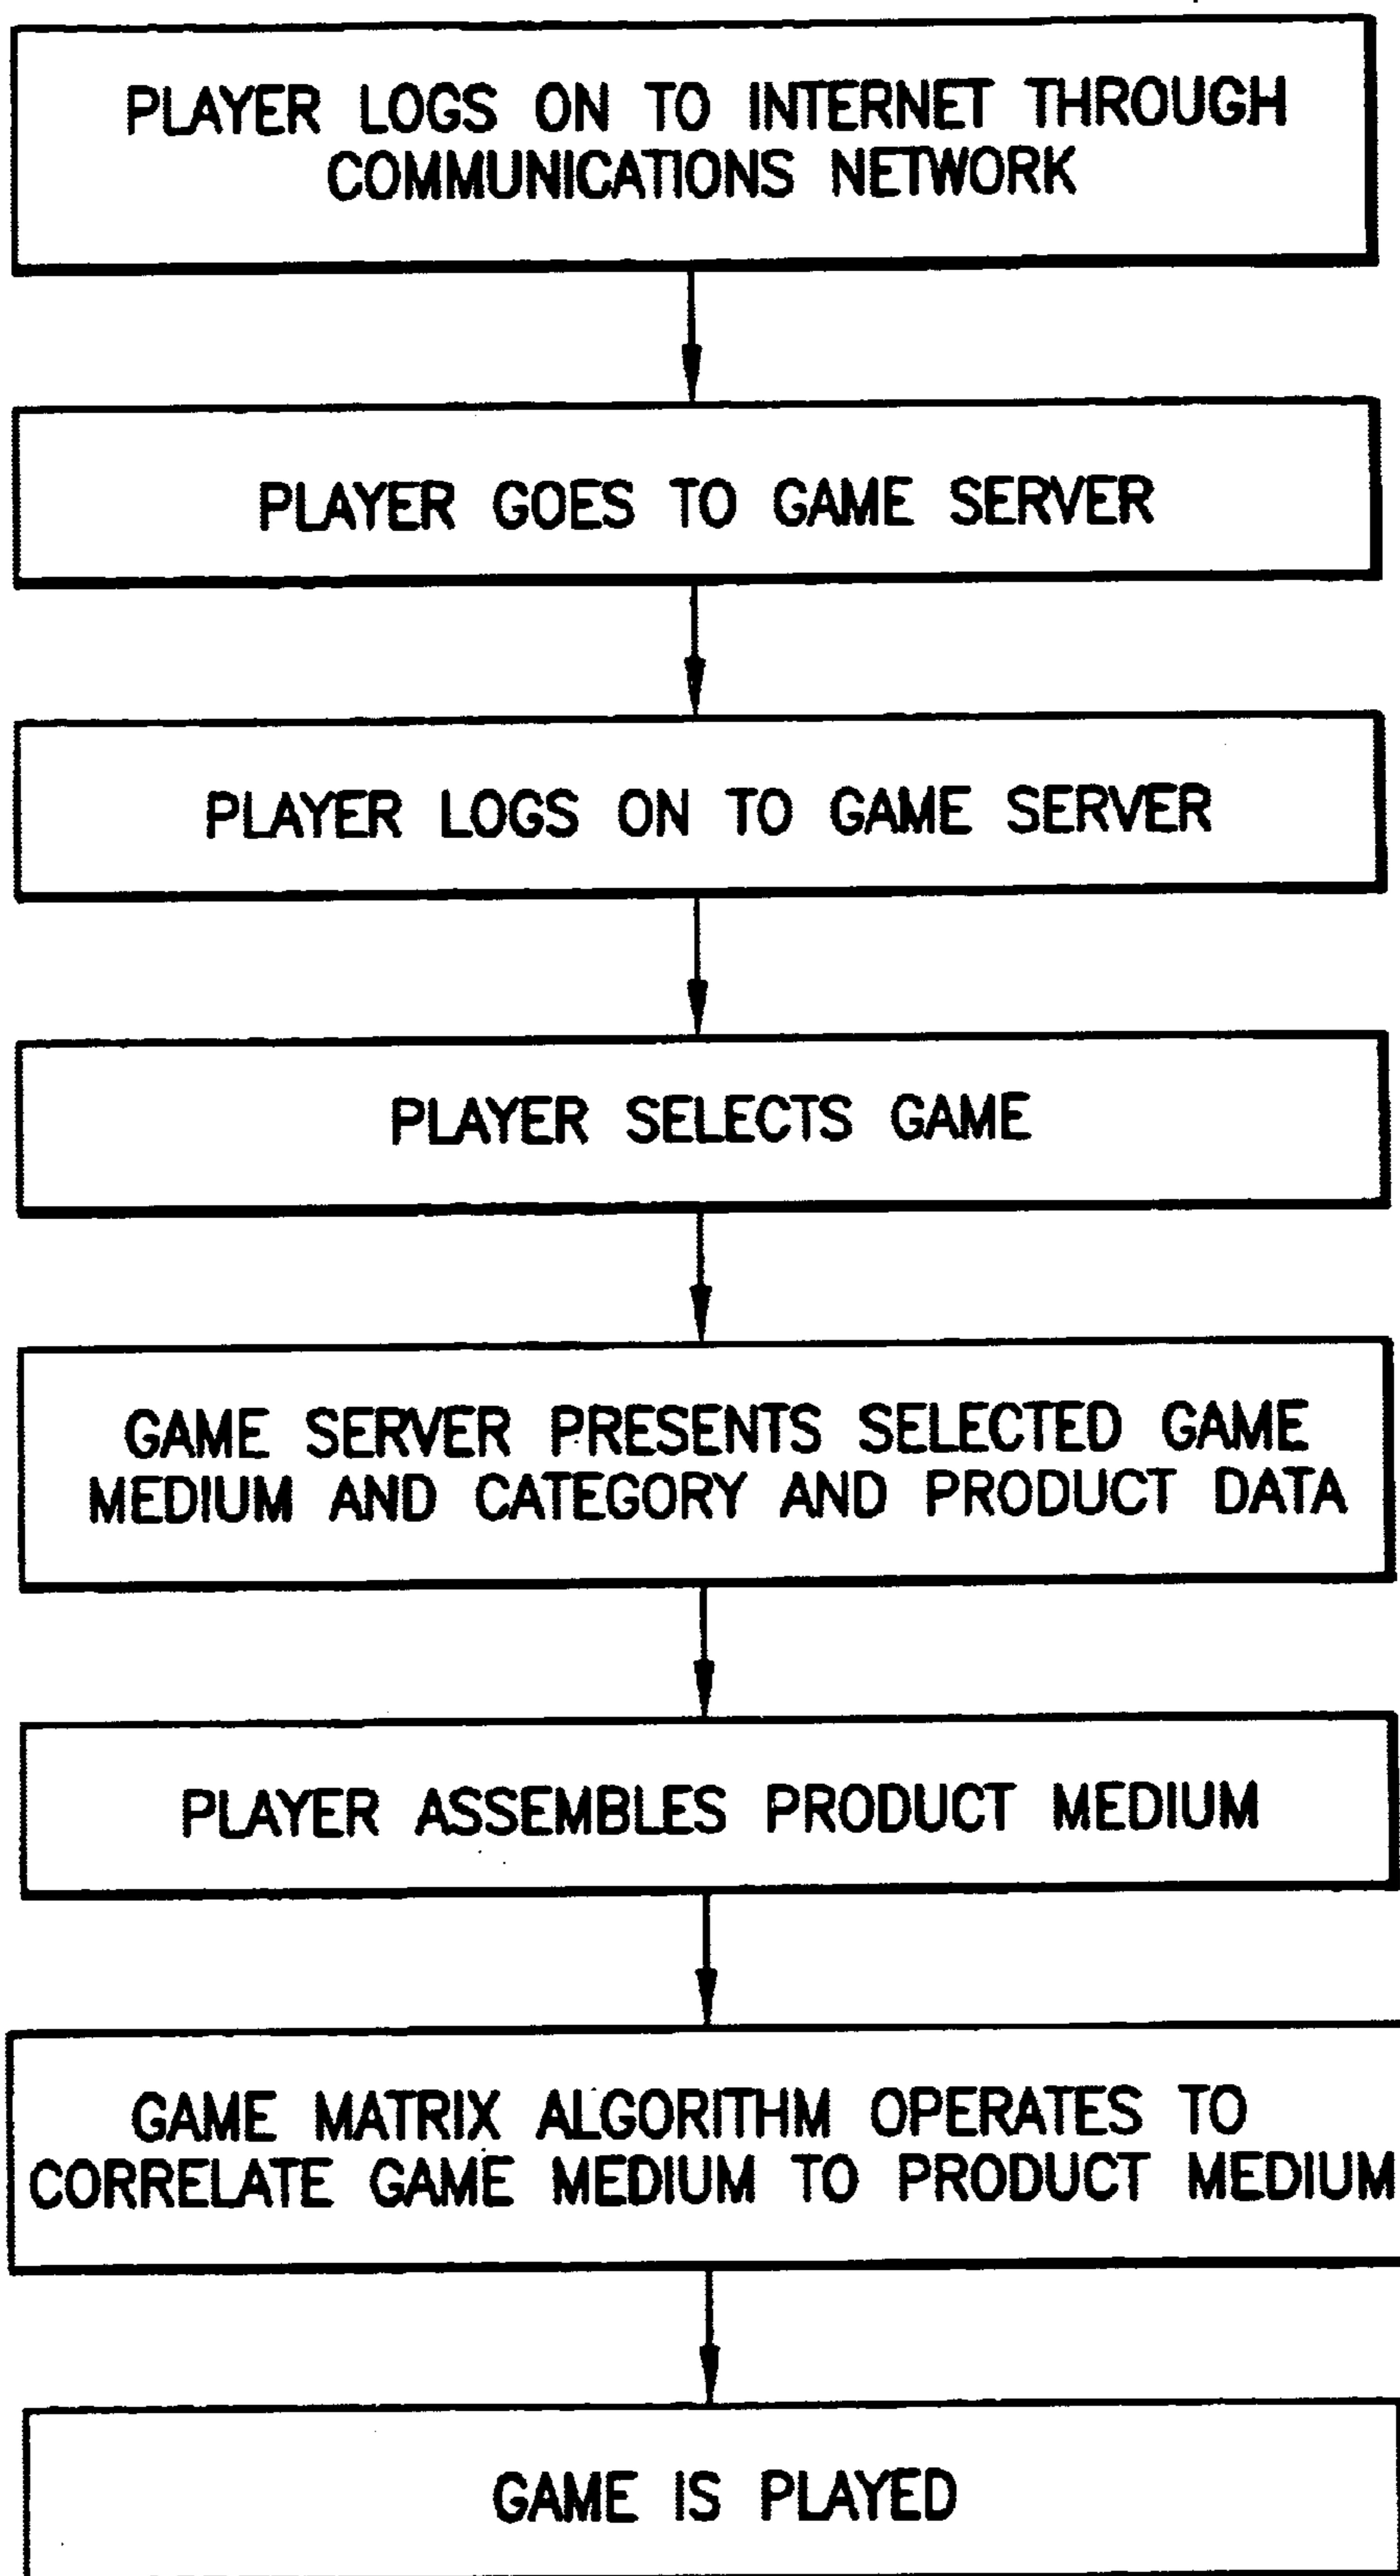 PLAYER LOGS ON TO INTERNET THROUGH
COMMUNICATIONS NETWORK
PLAYER GOES TO GAME SERVER
PLAYER LOGS ON TO GAME SERVER
PLAYER SELECTS GAME
GAME SERVER PRESENTS SELECTED GAME
MEDIUM AND CATEGORY AND PRODUCT DATA
PLAYER ASSEMBLES PRODUCT MEDIUM
GAME MATRIX ALGORITHM OPERATES TO
CORRELATE GAME MEDIUM TO PRODUCT MEDIUM
GAME IS PLAYED